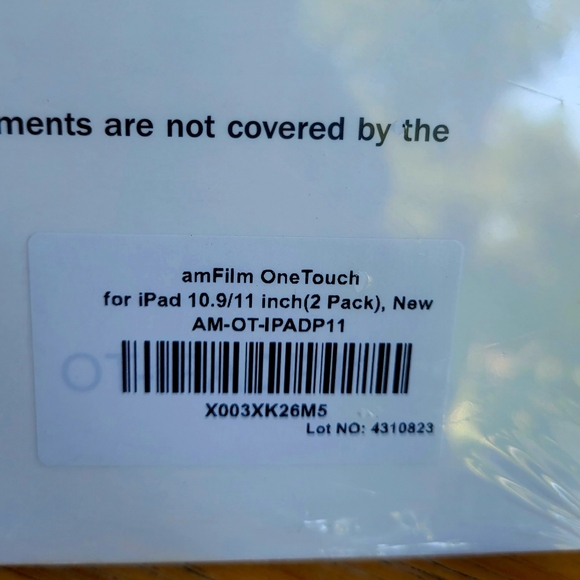 ments are not covered by the
amFilm OneTouch
for iPad 10.9/11 inch(2 Pack), New
AM-OT-IPADP11
X003XK26M5
Lot NO: 4310823